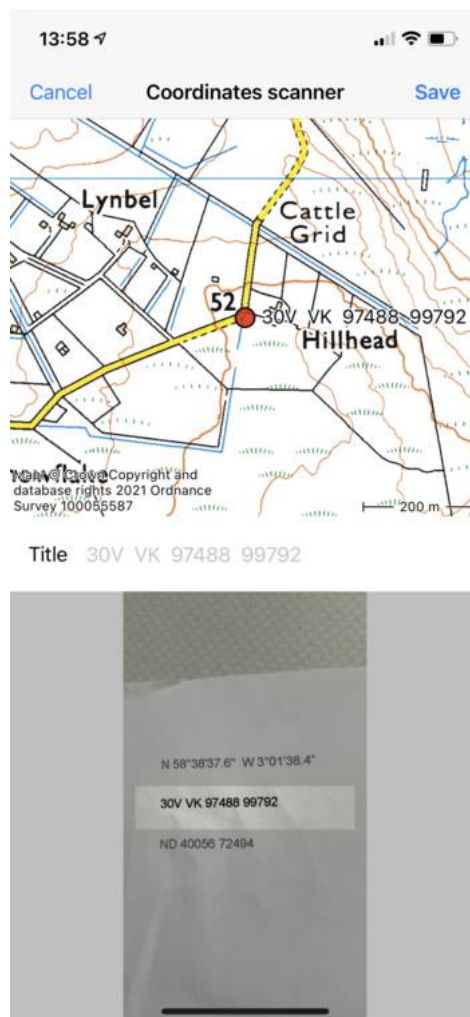 13:58
Cancel Coordinates scanner Save
Lynbel
Cattle
Grid
52
30V VK 97488 99792
Hillhead
Copyright and
database rights 2021 Ordnance
Survey 100055587
200 m
Title 30V VK 97488 99792
N 58°38'37.6" W 3°01'38.4"
30V VK 97488 99792
ND 40056 72494